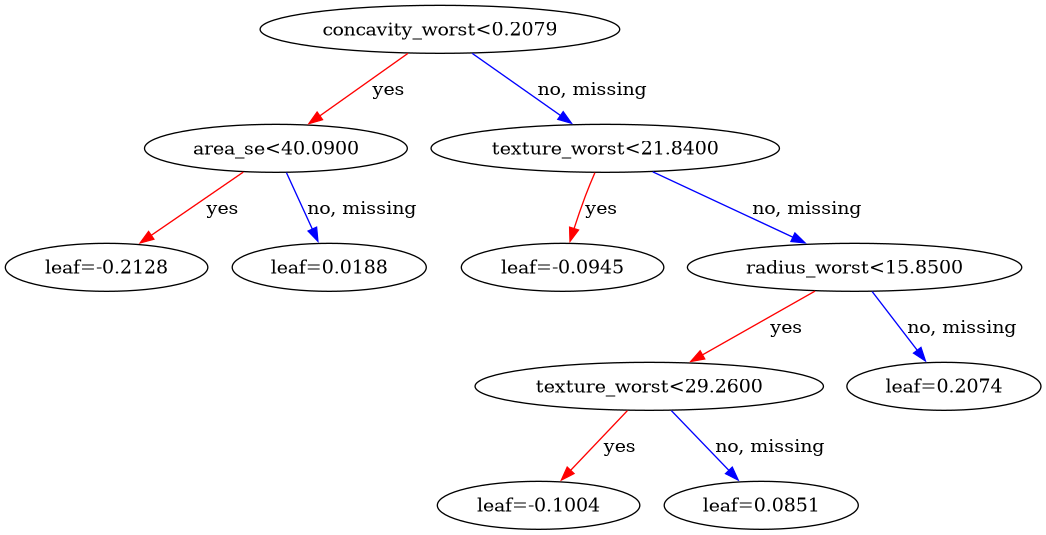 concavity_worst<0.2079
yes
no, missing
area_se<40.0900
texture_worst<21.8400
yes
no, missing
yes
no, missing
leaf=-0.2128
leaf=0.0188
leaf=-0.0945
radius_worst<15.8500
yes
no, missing
texture_worst<29.2600
leaf=0.2074
yes
no, missing
leaf=-0.1004
leaf=0.0851